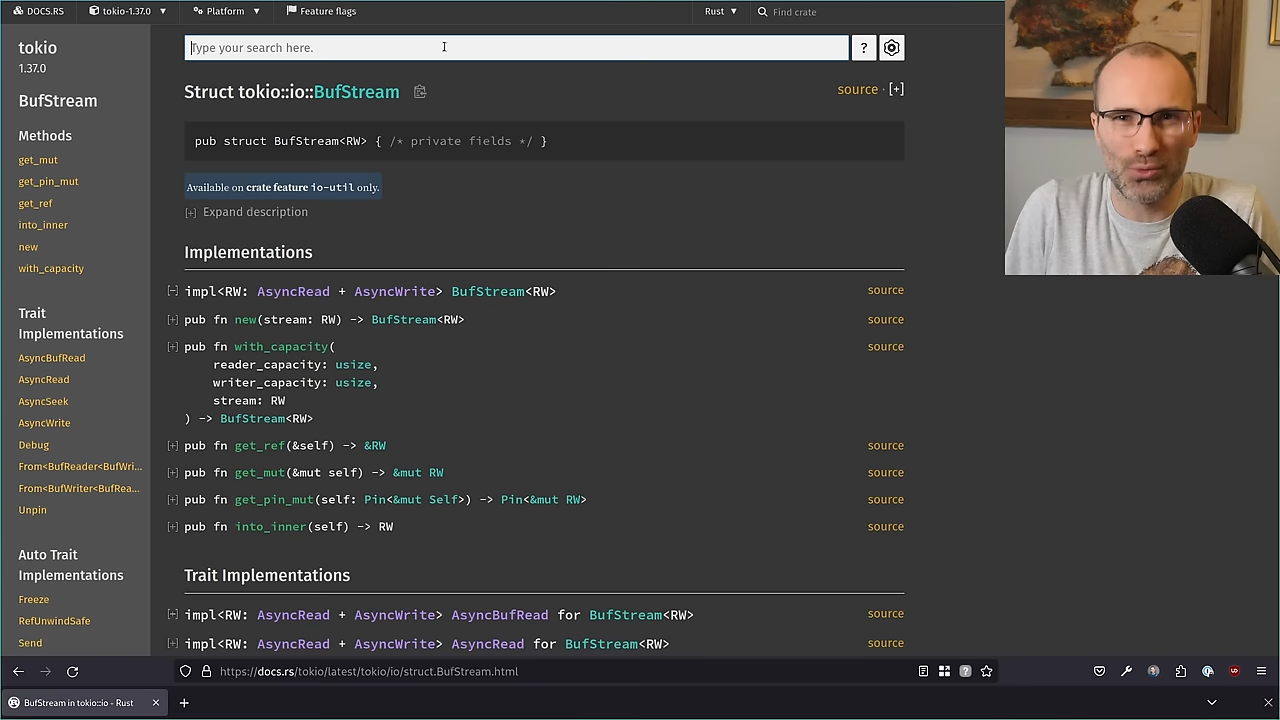 DOCS.RS
tokio-1.37.0
Platform
Feature flags
Rust
Find crate
tokio
1.37.0
BufStream
Methods
get_mut
get_pin_mut
get_ref
into_inner
new
with_capacity
Trait
Implementations
AsyncBufRead
AsyncRead
AsyncSeek
AsyncWrite
Debug
From<BufReader<BufWri...
From<BufWriter<BufRea...
Unpin
Auto Trait
Implementations
Freeze
RefUnwindSafe
Send
Type your search here.
?
Struct tokio::io::BufStream
source · [+]
pub struct BufStream<RW> { /* private fields */ }
Available on crate feature io-util only.
[+] Expand description
Implementations
[-] impl<RW: AsyncRead + AsyncWrite> BufStream<RW> source
[+] pub fn new(stream: RW) -> BufStream<RW> source
[+] pub fn with_capacity( source
reader_capacity: usize,
writer_capacity: usize,
stream: RW
) -> BufStream<RW>
[+] pub fn get_ref(&self) -> &RW source
[+] pub fn get_mut(&mut self) -> &mut RW source
[+] pub fn get_pin_mut(self: Pin<&mut Self>) -> Pin<&mut RW> source
[+] pub fn into_inner(self) -> RW source
Trait Implementations
[+] impl<RW: AsyncRead + AsyncWrite> AsyncBufRead for BufStream<RW> source
[+] impl<RW: AsyncRead + AsyncWrite> AsyncRead for BufStream<RW> source
https://docs.rs/tokio/latest/tokio/io/struct.BufStream.html
BufStream in tokio::io - Rust